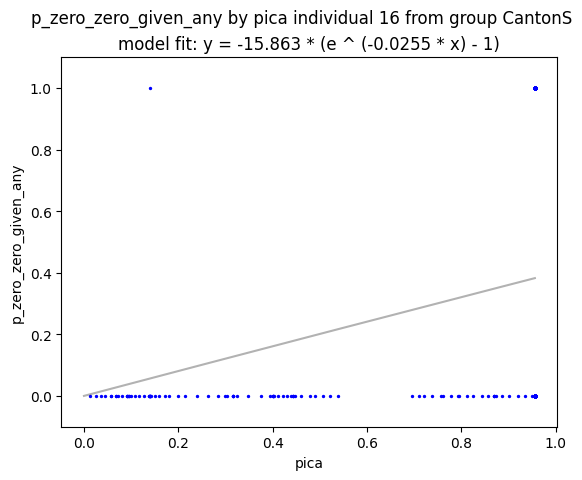 p_zero_zero_given_any by pica individual 16 from group CantonS
model fit: y = -15.863 * (e ^ (-0.0255 * x) - 1)
1.0
0.8
0.6
0.4
0.2
0.0
p_zero_zero_given_any
0.0 0.2 0.4 0.6 0.8 1.0
pica